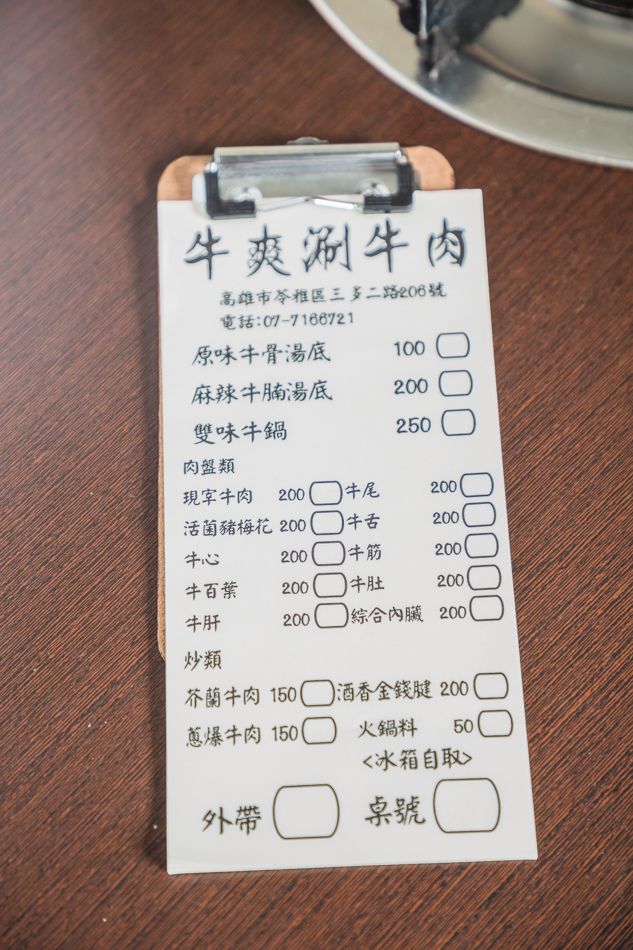 牛爽涮牛肉
高雄市苓雅區三多二路206號
電話:07-7166721
原味牛骨湯底 100
麻辣牛腩湯底 200
雙味牛鍋 250
肉盤類
現宰牛肉 200 牛尾 200
活菌豬梅花 200 牛舌 200
牛心 200 牛筋 200
牛百葉 200 牛肚 200
牛肝 200 綜合內臟 200
炒類
芥蘭牛肉 150 酒香金錢腱 200
蔥爆牛肉 150 火鍋料 50
<冰箱自取>
外帶 桌號